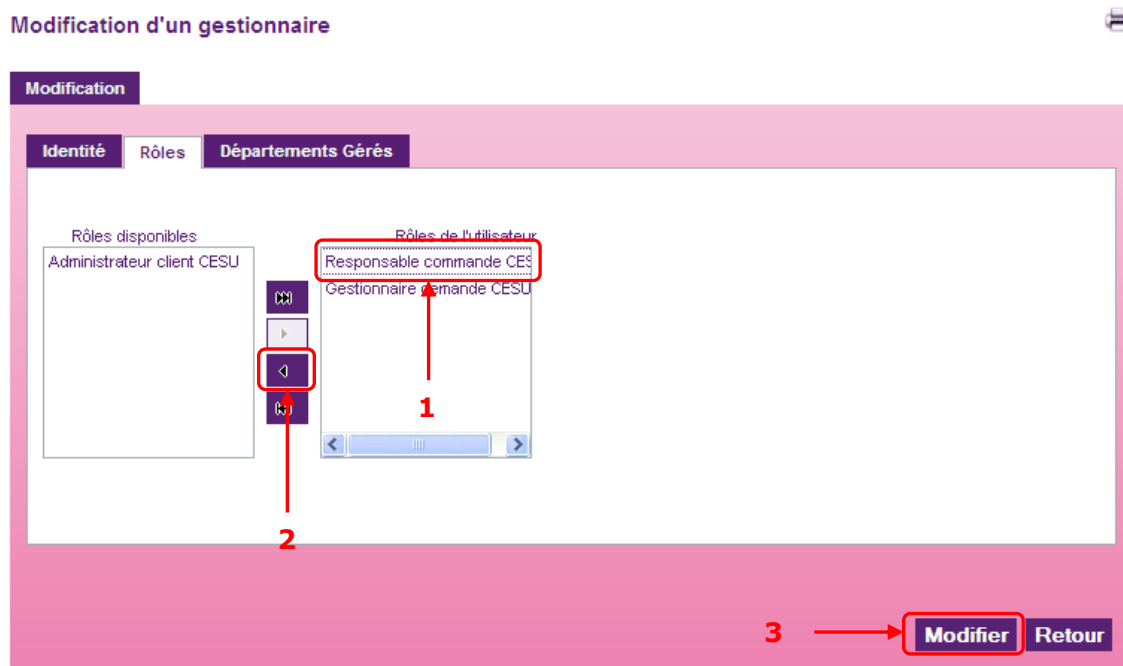 Modification d'un gestionnaire
Modification
Identité Rôles Départements Gérés
Rôles disponibles Rôles de l'utilisateur
Administrateur client CESU Responsable commande CES
Gestionnaire demande CESU
1
2
3 Modifier Retour